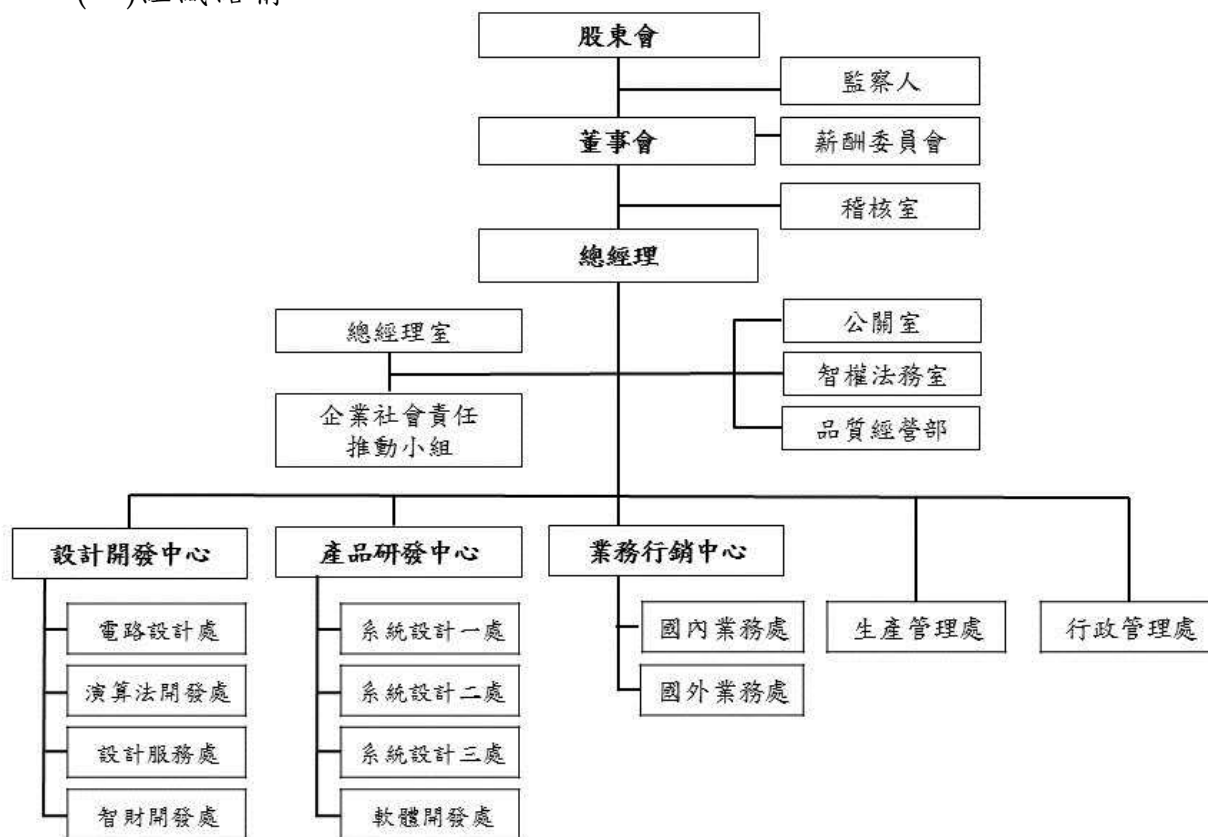 股東會
監察人
董事會
薪酬委員會
稽核室
總經理
總經理室
公關室
智權法務室
企業社會責任
推動小組
品質經營部
設計開發中心
產品研發中心
業務行銷中心
電路設計處
系統設計一處
國內業務處
生產管理處
行政管理處
演算法開發處
系統設計二處
國外業務處
設計服務處
系統設計三處
智財開發處
軟體開發處